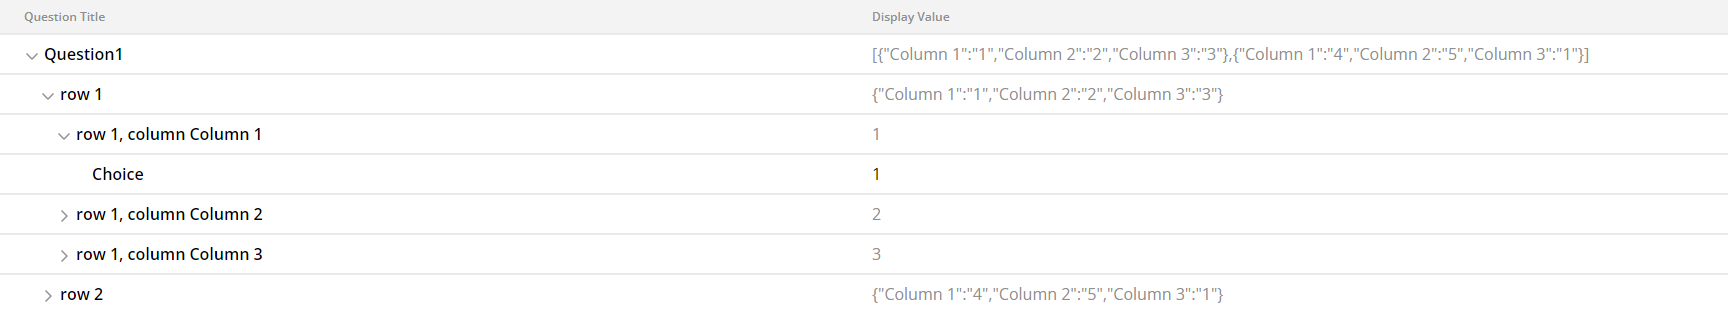 Question Title Display Value
Question1 [{"Column 1":"1","Column 2":"2","Column 3":"3"},{"Column 1":"4","Column 2":"5","Column 3":"1"}]
row 1 {"Column 1":"1","Column 2":"2","Column 3":"3"}
row 1, column Column 1 1
Choice 1
row 1, column Column 2 2
row 1, column Column 3 3
row 2 {"Column 1":"4","Column 2":"5","Column 3":"1"}